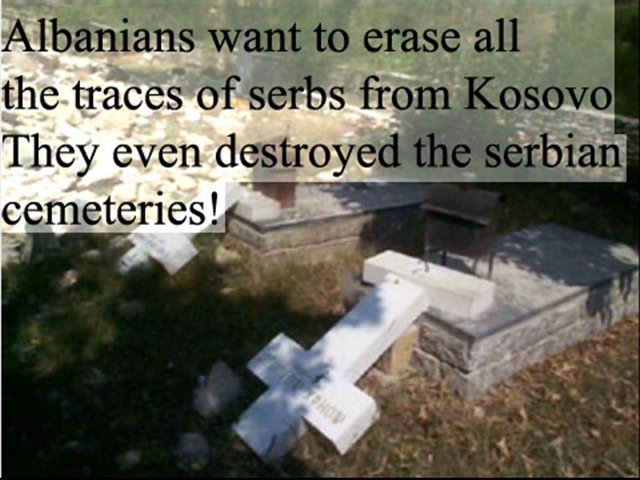 Albanians want to erase all
the traces of serbs from Kosovo
They even destroyed the serbian
cemeteries!